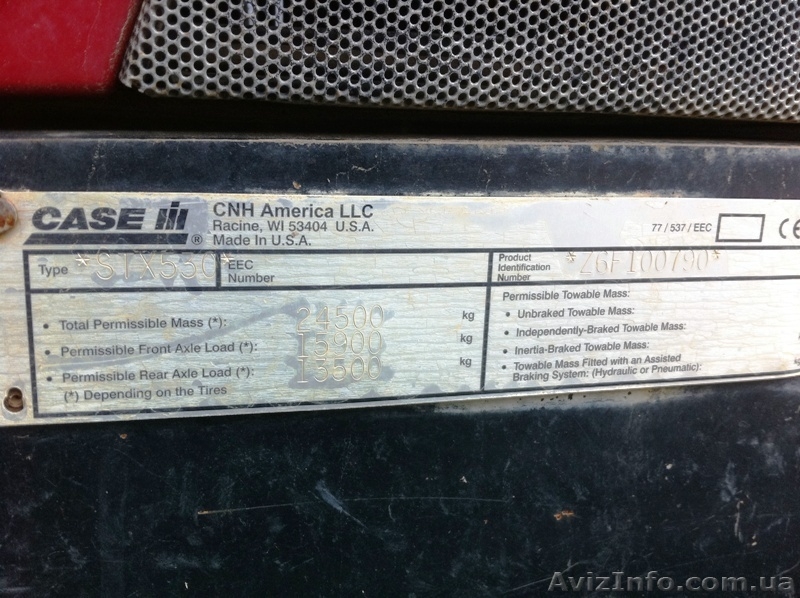 CASE IH ®
CNH America LLC
Racine, WI 53404 U.S.A.
Made In U.S.A.
77 / 537 / EEC
CE
Type *STX550*
EEC
Number
Product
Identification
Number
*Z6F100790*
• Total Permissible Mass (*): 24500 kg
• Permissible Front Axle Load (*): 15900 kg
• Permissible Rear Axle Load (*): 15500 kg
(*) Depending on the Tires
Permissible Towable Mass:
• Unbraked Towable Mass:
• Independently-Braked Towable Mass:
• Inertia-Braked Towable Mass:
• Towable Mass Fitted with an Assisted
Braking System: (Hydraulic or Pneumatic):
AvizInfo.com.ua